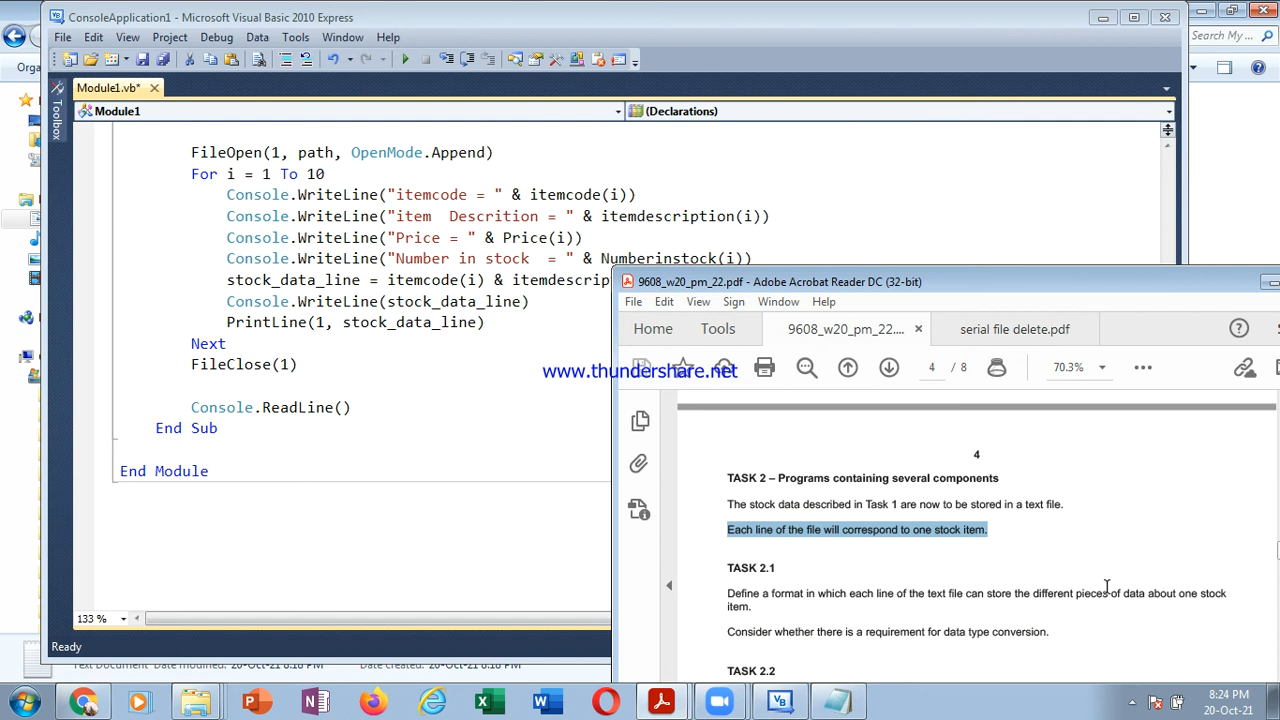 ConsoleApplication1 - Microsoft Visual Basic 2010 Express
File Edit View Project Debug Data Tools Window Help
Search My...
Orga
Module1.vb*
Toolbox
Module1
(Declarations)
FileOpen(1, path, OpenMode.Append)
For i = 1 To 10
Console.WriteLine("itemcode = " & itemcode(i))
Console.WriteLine("item  Descrition = " & itemdescription(i))
Console.WriteLine("Price = " & Price(i))
Console.WriteLine("Number in stock  = " & Numberinstock(i))
stock_data_line = itemcode(i) & itemdescrip
Console.WriteLine(stock_data_line)
PrintLine(1, stock_data_line)
Next
FileClose(1)
Console.ReadLine()
End Sub
End Module
133 %
Ready
9608_w20_pm_22.pdf - Adobe Acrobat Reader DC (32-bit)
File Edit View Sign Window Help
Home Tools 9608_w20_pm_22.... serial file delete.pdf
www.thundershare.net
4 / 8 70.3%
4
TASK 2 – Programs containing several components
The stock data described in Task 1 are now to be stored in a text file.
Each line of the file will correspond to one stock item.
TASK 2.1
Define a format in which each line of the text file can store the different pieces of data about one stock
item.
Consider whether there is a requirement for data type conversion.
TASK 2.2
8:24 PM
20-Oct-21